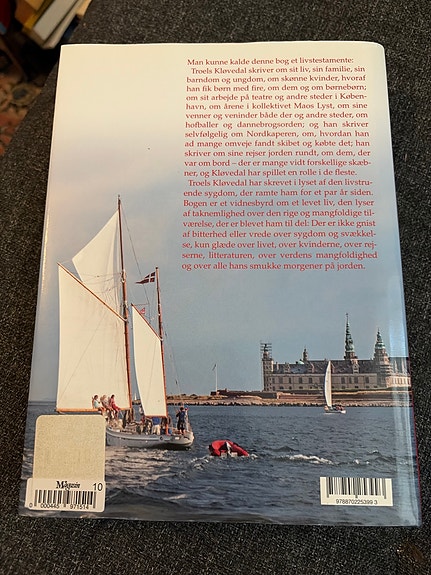 Man kunne kalde denne bog et livstestamente:
Troels Kløvedal skriver om sit liv, sin familie, sin
barndom og ungdom, om skønne kvinder, hvoraf
han fik børn med fire, om dem og om børnebørn;
om sit arbejde på teatre og andre steder i Køben-
havn, om årene i kollektivet Maos Lyst, om sine
venner og veninder både der og andre steder, om
hofballer og dannebrogsorden; og han skriver
selvfølgelig om Nordkaperen, om, hvordan han
ad mange omveje fandt skibet og købte det; han
skriver om sine rejser jorden rundt, om dem, der
var om bord – der er mange vidt forskellige skæb-
ner, og Kløvedal har spillet en rolle i de fleste.
Troels Kløvedal har skrevet i lyset af den livstru-
ende sygdom, der ramte ham for et par år siden.
Bogen er et vidnesbyrd om et levet liv, den lyser
af taknemlighed over den rige og mangfoldige til-
værelse, der er blevet ham til del: Der er ikke gnist
af bitterhed eller vrede over sygdom og svækkel-
se, kun glæde over livet, over kvinderne, over rej-
serne, litteraturen, over verdens mangfoldighed
og over alle hans smukke morgener på jorden.
Magasin
10
0 000445 971514
9788702253993